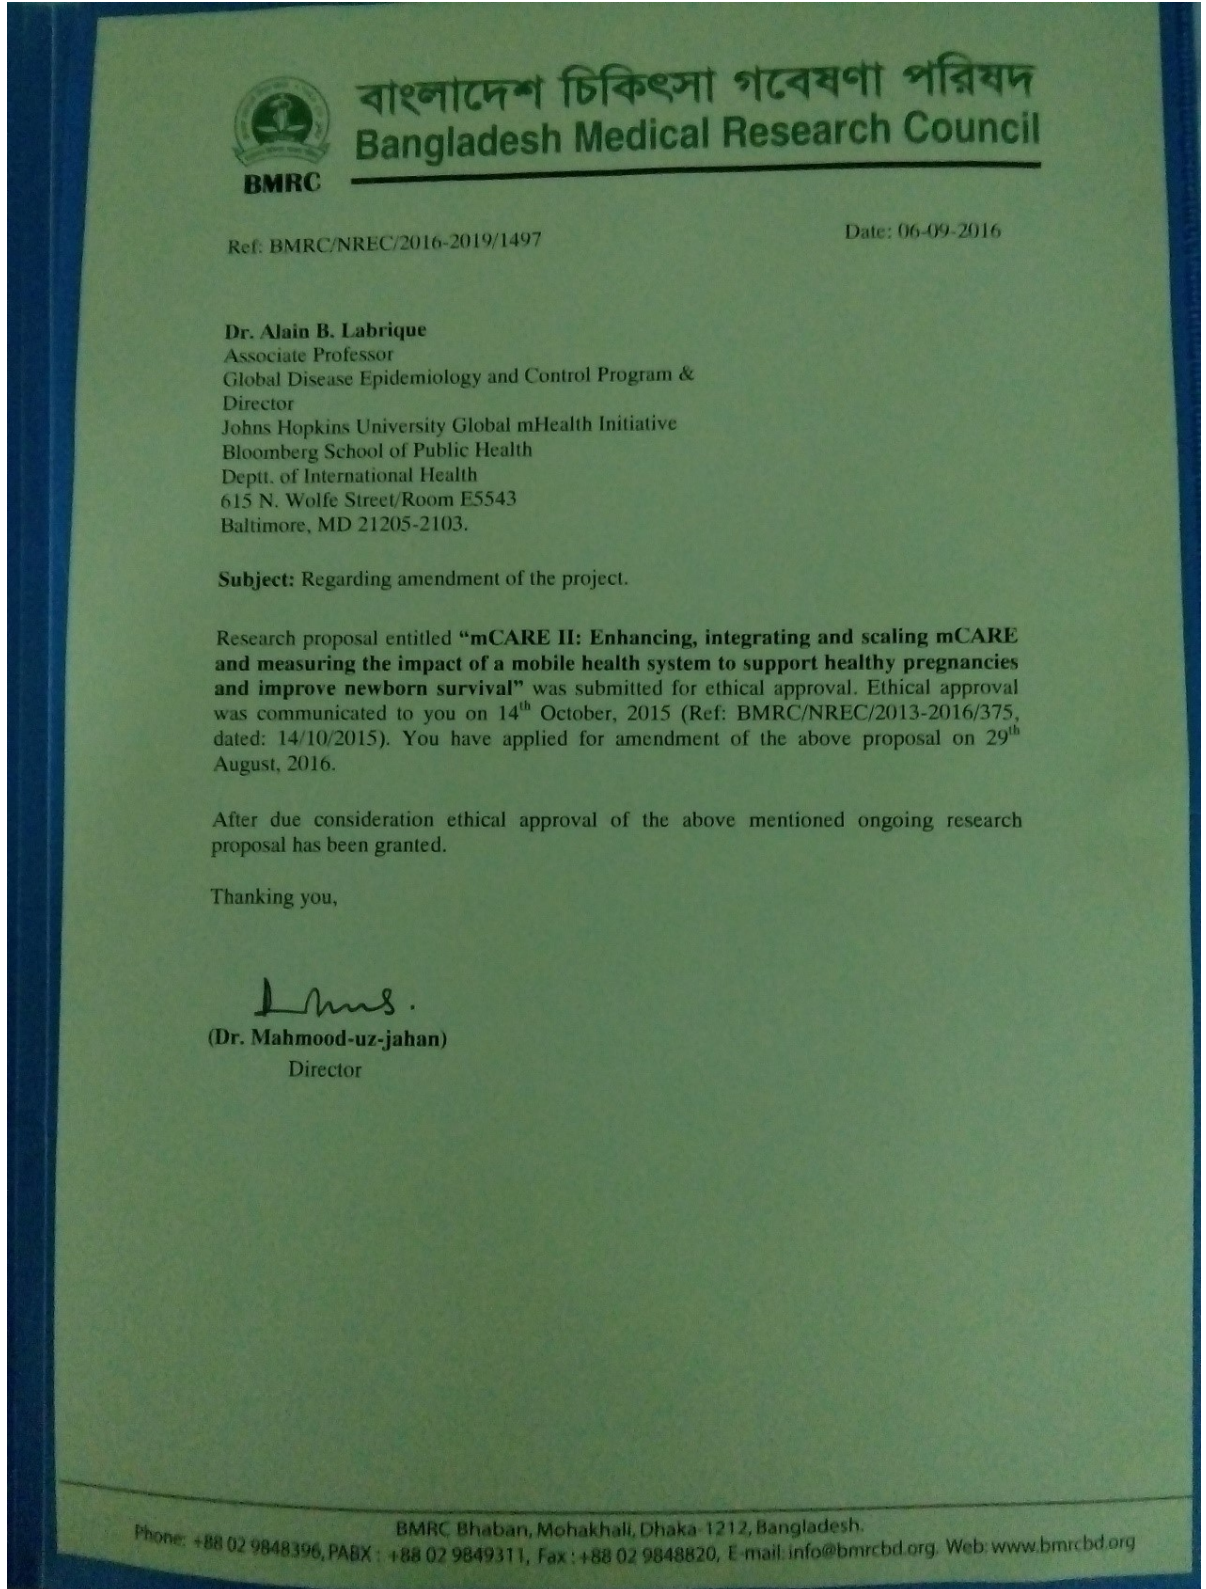 বাংলাদেশ চিকিৎসা গবেষণা পরিষদ
Bangladesh Medical Research Council
BMRC
Ref: BMRC/NREC/2016-2019/1497
Date: 06-09-2016
Dr. Alain B. Labrique
Associate Professor
Global Disease Epidemiology and Control Program &
Director
Johns Hopkins University Global mHealth Initiative
Bloomberg School of Public Health
Deptt. of International Health
615 N. Wolfe Street/Room E5543
Baltimore, MD 21205-2103.
Subject: Regarding amendment of the project.
Research proposal entitled “mCARE II: Enhancing, integrating and scaling mCARE
and measuring the impact of a mobile health system to support healthy pregnancies
and improve newborn survival” was submitted for ethical approval. Ethical approval
was communicated to you on 14th October, 2015 (Ref: BMRC/NREC/2013-2016/375,
dated: 14/10/2015). You have applied for amendment of the above proposal on 29th
August, 2016.
After due consideration ethical approval of the above mentioned ongoing research
proposal has been granted.
Thanking you,
(Dr. Mahmood-uz-jahan)
Director
BMRC Bhaban, Mohakhali, Dhaka-1212, Bangladesh.
Phone: +88 02 9848396, PABX : +88 02 9849311, Fax : +88 02 9848820, E-mail: info@bmrcbd.org. Web: www.bmrcbd.org